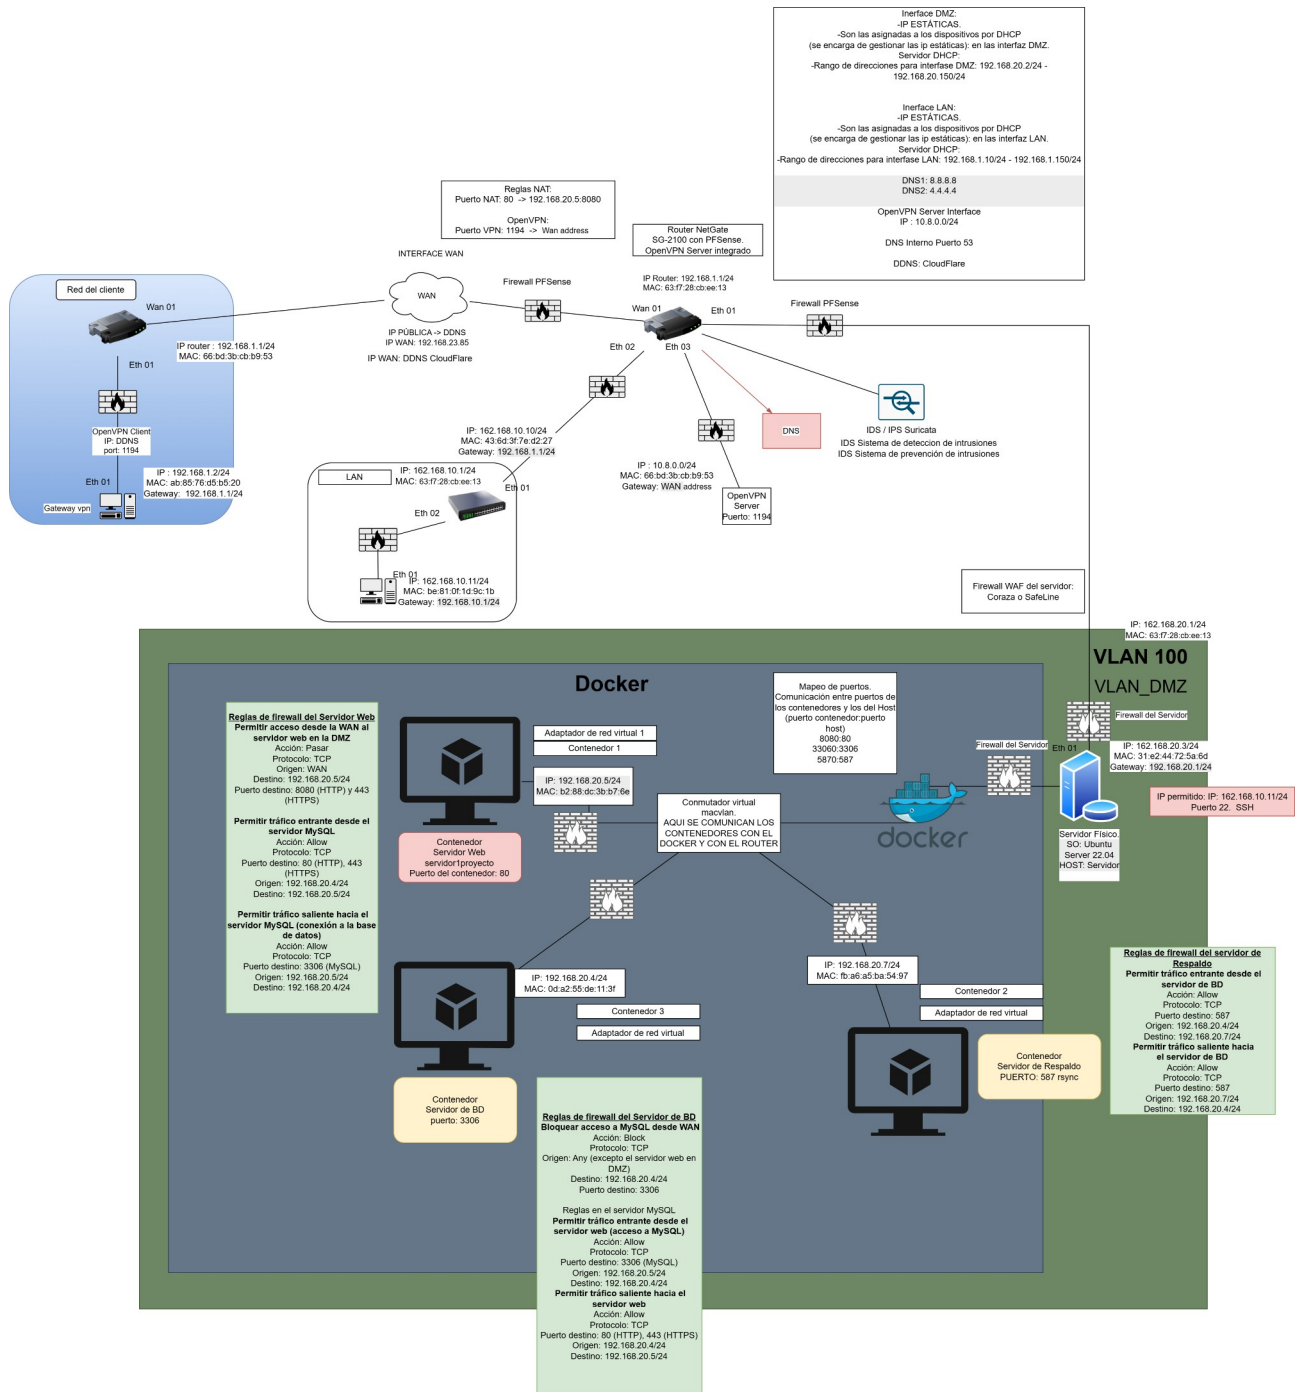 Inerface DMZ:
-IP ESTÁTICAS.
-Son las asignadas a los dispositivos por DHCP
(se encarga de gestionar las ip estáticas): en las interfaz DMZ.
Servidor DHCP:
-Rango de direcciones para interfase DMZ: 192.168.20.2/24 -
192.168.20.150/24
Inerface LAN:
-IP ESTÁTICAS.
-Son las asignadas a los dispositivos por DHCP
(se encarga de gestionar las ip estáticas): en las interfaz LAN.
Servidor DHCP:
-Rango de direcciones para interfase LAN: 192.168.1.10/24 - 192.168.1.150/24
DNS1: 8.8.8.8
DNS2: 4.4.4.4
OpenVPN Server Interface
IP : 10.8.0.0/24
DNS Interno Puerto 53
DDNS: CloudFlare
Reglas NAT:
Puerto NAT: 80 -> 192.168.20.5:8080
OpenVPN:
Puerto VPN: 1194 -> Wan address
Router NetGate
SG-2100 con PFSense.
OpenVPN Server integrado
INTERFACE WAN
WAN
IP PÚBLICA -> DDNS
IP WAN: 192.168.23.85
IP WAN: DDNS CloudFlare
Firewall PFSense
IP Router: 192.168.1.1/24
MAC: 63:f7:28:cb:ee:13
Wan 01
Eth 01
Eth 02
Eth 03
Firewall PFSense
Red del cliente
Wan 01
IP router : 192.168.1.1/24
MAC: 66:bd:3b:cb:b9:53
Eth 01
OpenVPN Client
IP: DDNS
port: 1194
Eth 01
IP : 192.168.1.2/24
MAC: ab:85:76:d5:b5:20
Gateway: 192.168.1.1/24
Gateway vpn
IP: 162.168.10.10/24
MAC: 43:6d:3f:7e:d2:27
Gateway: 192.168.1.1/24
LAN
IP: 162.168.10.1/24
MAC: 63:f7:28:cb:ee:13
Eth 01
Eth 02
Eth 01
IP: 162.168.10.11/24
MAC: be:81:0f:1d:9c:1b
Gateway: 192.168.10.1/24
DNS
IDS / IPS Suricata
IDS Sistema de deteccion de intrusiones
IDS Sistema de prevención de intrusiones
IP : 10.8.0.0/24
MAC: 66:bd:3b:cb:b9:53
Gateway: WAN address
OpenVPN
Server
Puerto: 1194
Firewall WAF del servidor:
Coraza o SafeLine
IP: 162.168.20.1/24
MAC: 63:f7:28:cb:ee:13
VLAN 100
VLAN_DMZ
Firewall del Servidor
Eth 01
IP: 162.168.20.3/24
MAC: 31:e2:44:72:5a:6d
Gateway: 192.168.20.1/24
IP permitido: IP: 162.168.10.11/24
Puerto 22. SSH
Servidor Físico.
SO: Ubuntu
Server 22.04
HOST: Servidor
Firewall del Servidor
docker
Docker
Mapeo de puertos.
Comunicación entre puertos de
los contenedores y los del Host
(puerto contenedor:puerto
host)
8080:80
33060:3306
5870:587
Reglas de firewall del Servidor Web
Permitir acceso desde la WAN al
servidor web en la DMZ
Acción: Pasar
Protocolo: TCP
Origen: WAN
Destino: 192.168.20.5/24
Puerto destino: 8080 (HTTP) y 443
(HTTPS)
Permitir tráfico entrante desde el
servidor MySQL
Acción: Allow
Protocolo: TCP
Puerto destino: 80 (HTTP), 443
(HTTPS)
Origen: 192.168.20.4/24
Destino: 192.168.20.5/24
Permitir tráfico saliente hacia el
servidor MySQL (conexión a la base
de datos)
Acción: Allow
Protocolo: TCP
Puerto destino: 3306 (MySQL)
Origen: 192.168.20.5/24
Destino: 192.168.20.4/24
Adaptador de red virtual 1
Contenedor 1
IP: 192.168.20.5/24
MAC: b2:88:dc:3b:b7:6e
Contenedor
Servidor Web
servidor1proyecto
Puerto del contenedor: 80
Conmutador virtual
macvlan.
AQUI SE COMUNICAN LOS
CONTENEDORES CON EL
DOCKER Y CON EL ROUTER
IP: 192.168.20.4/24
MAC: 0d:a2:55:de:11:3f
Contenedor 3
Adaptador de red virtual
Contenedor
Servidor de BD
puerto: 3306
IP: 192.168.20.7/24
MAC: fb:a6:a5:ba:54:97
Contenedor 2
Adaptador de red virtual
Contenedor
Servidor de Respaldo
PUERTO: 587 rsync
Reglas de firewall del servidor de
Respaldo
Permitir tráfico entrante desde el
servidor de BD
Acción: Allow
Protocolo: TCP
Puerto destino: 587
Origen: 192.168.20.4/24
Destino: 192.168.20.7/24
Permitir tráfico saliente hacia
el servidor de BD
Acción: Allow
Protocolo: TCP
Puerto destino: 587
Origen: 192.168.20.7/24
Destino: 192.168.20.4/24
Reglas de firewall del Servidor de BD
Bloquear acceso a MySQL desde WAN
Acción: Block
Protocolo: TCP
Origen: Any (excepto el servidor web en
DMZ)
Destino: 192.168.20.4/24
Puerto destino: 3306
Reglas en el servidor MySQL
Permitir tráfico entrante desde el
servidor web (acceso a MySQL)
Acción: Allow
Protocolo: TCP
Puerto destino: 3306 (MySQL)
Origen: 192.168.20.5/24
Destino: 192.168.20.4/24
Permitir tráfico saliente hacia el
servidor web
Acción: Allow
Protocolo: TCP
Puerto destino: 80 (HTTP), 443 (HTTPS)
Origen: 192.168.20.4/24
Destino: 192.168.20.5/24